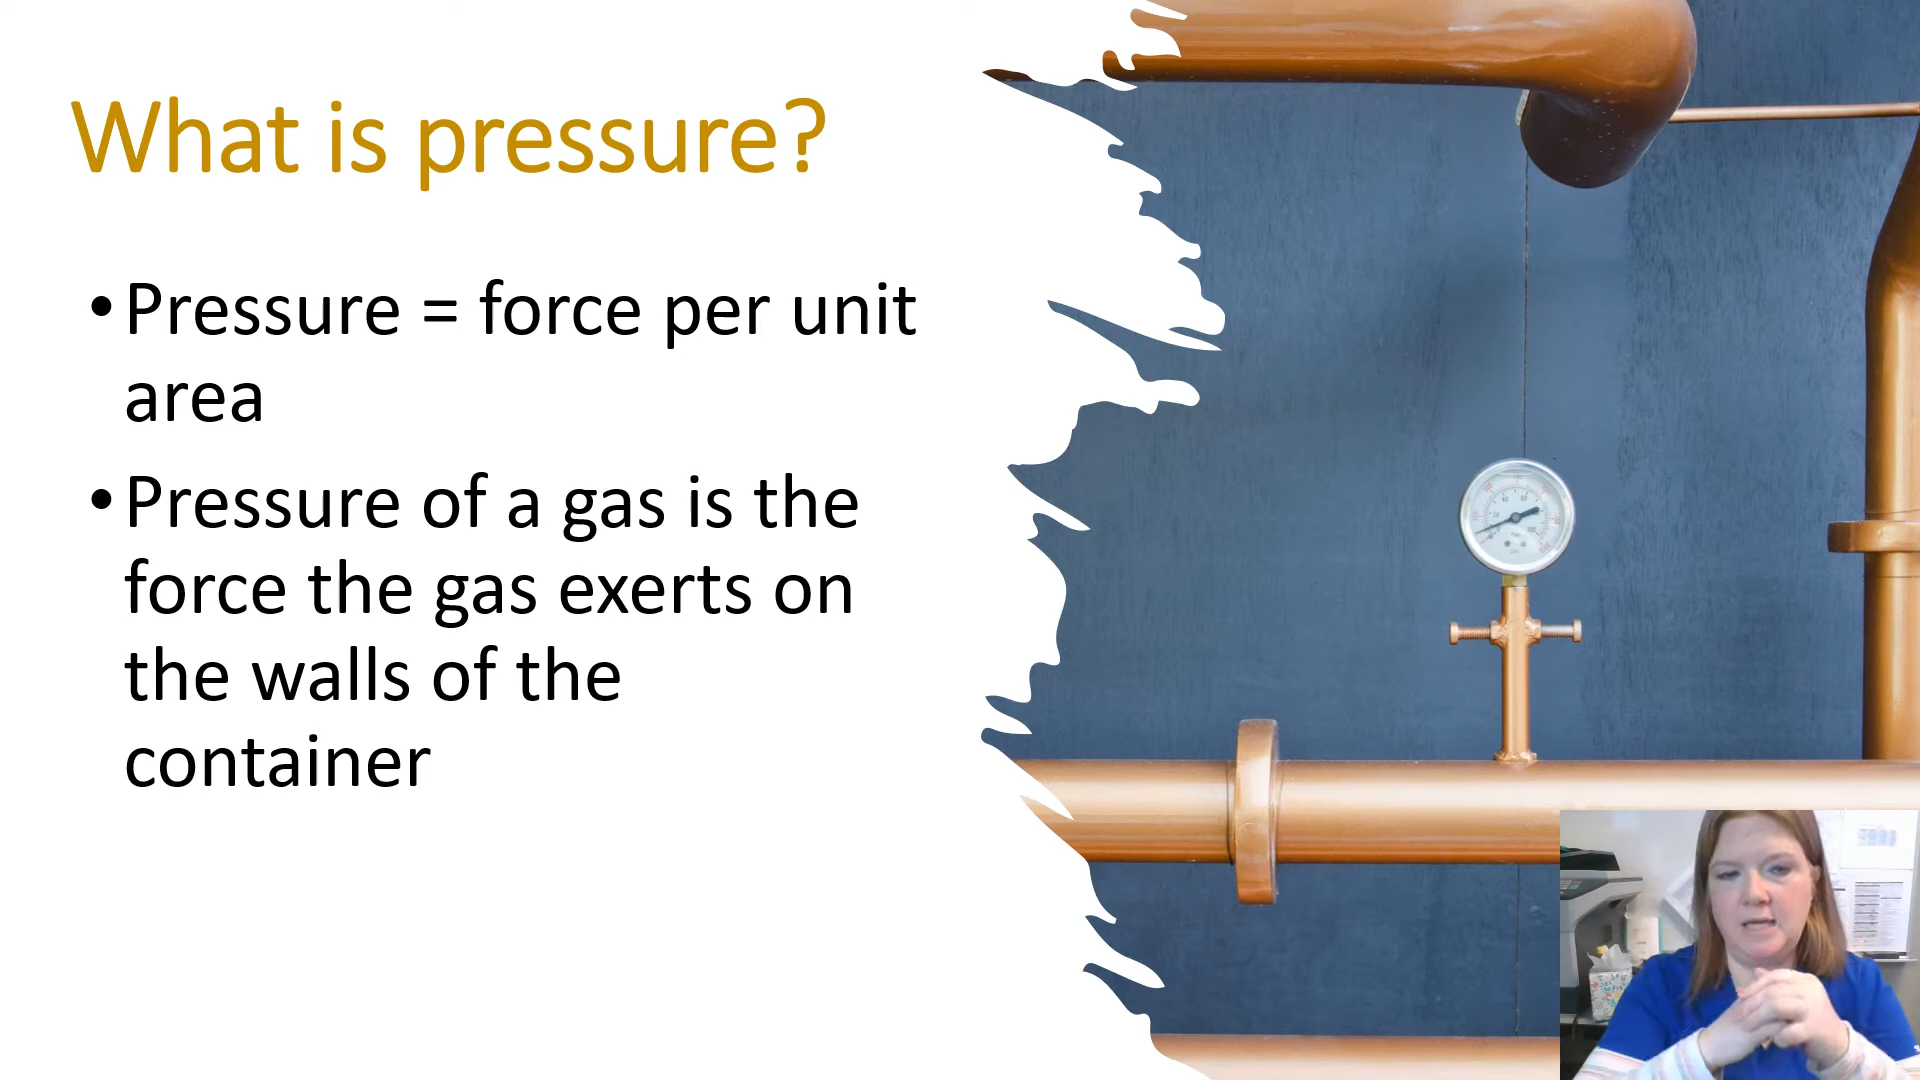 What is pressure?
• Pressure = force per unit
area
• Pressure of a gas is the
force the gas exerts on
the walls of the
container